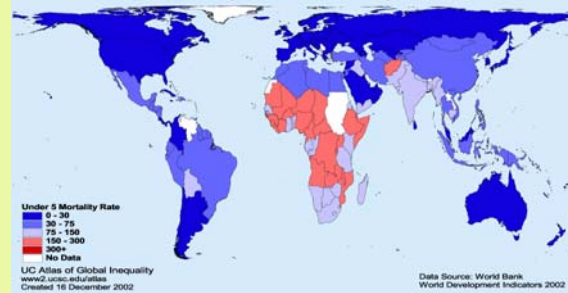 Under 5 Mortality Rate
0 - 30
30 - 75
75 - 150
150 - 300
300+
No Data
UC Atlas of Global Inequality
www2.ucsc.edu/atlas
Created 16 December 2002
Data Source: World Bank
World Development Indicators 2002